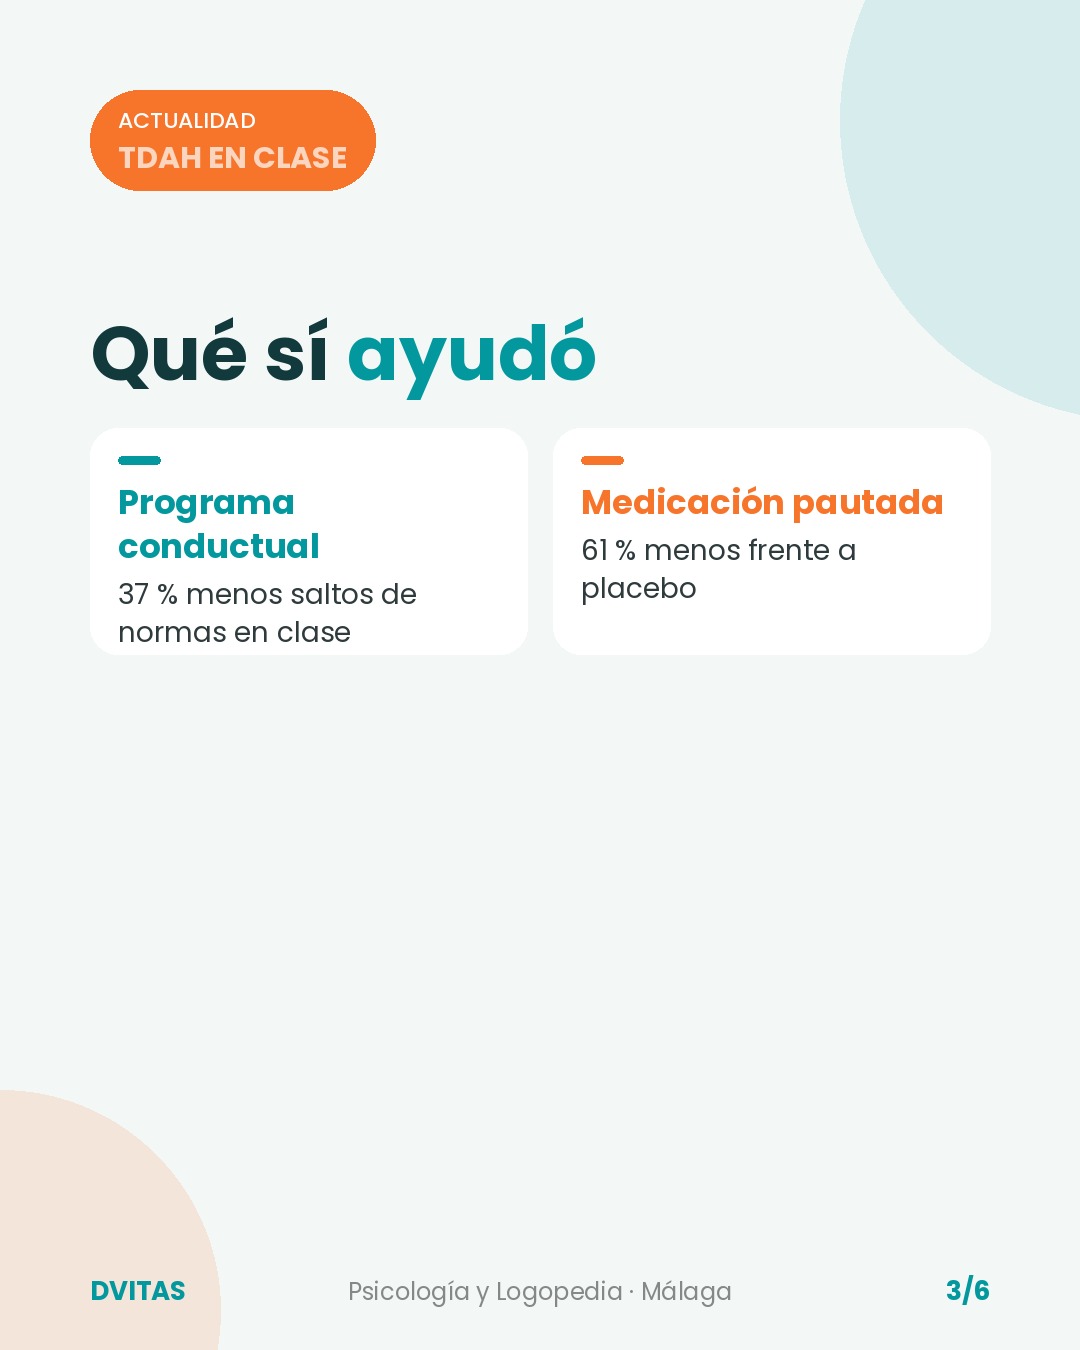 ACTUALIDAD
TDAH EN CLASE
Qué sí ayudó
Programa
conductual
37 % menos saltos de
normas en clase
Medicación pautada
61 % menos frente a
placebo
DVITAS
Psicología y Logopedia · Málaga
3/6